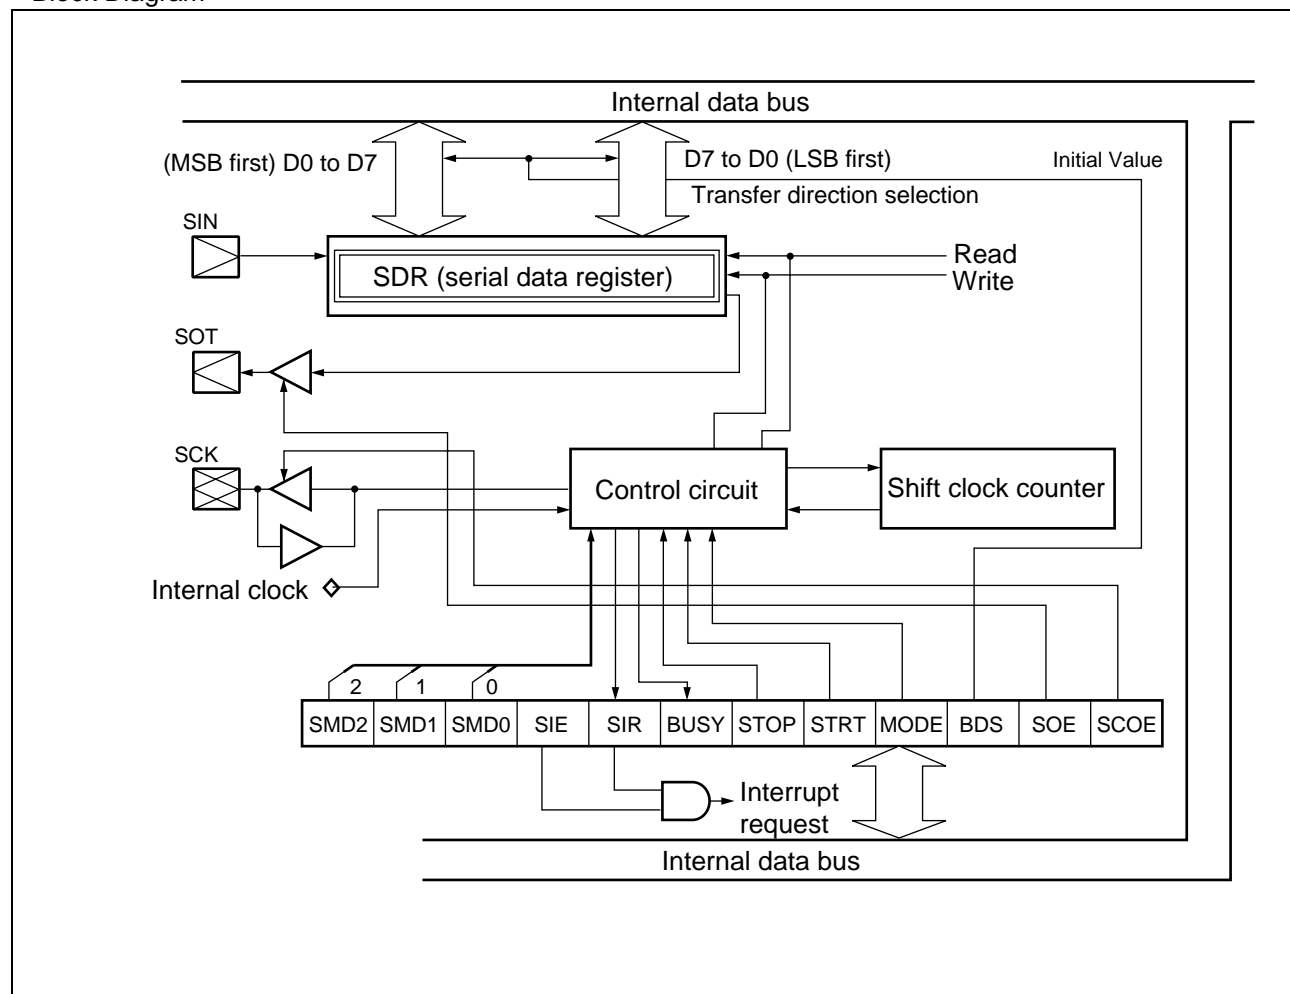 Block Diagram
Internal data bus
(MSB first) D0 to D7
D7 to D0 (LSB first)
Initial Value
Transfer direction selection
SIN
SDR (serial data register)
Read
Write
SOT
SCK
Control circuit
Shift clock counter
Internal clock
2 1 0
SMD2 SMD1 SMD0 SIE SIR BUSY STOP STRT MODE BDS SOE SCOE
Interrupt
request
Internal data bus